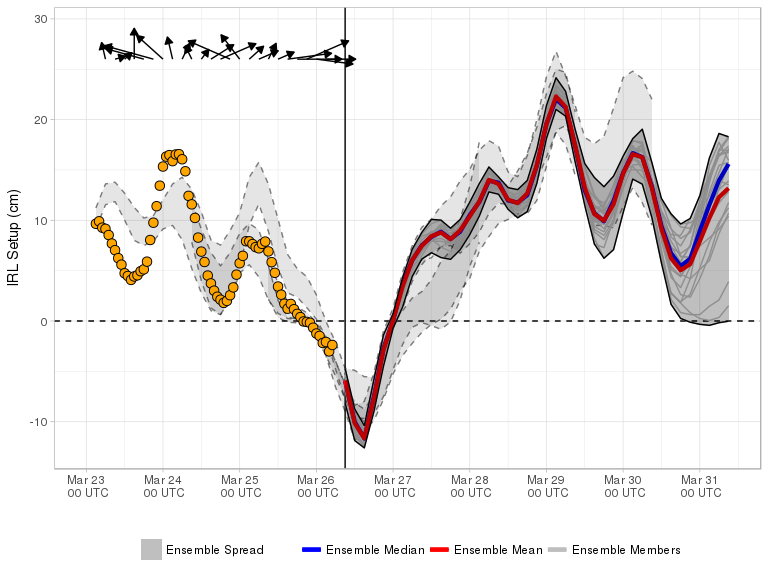 30
20
10
0
-10
IRL Setup (cm)
Mar 23 Mar 24 Mar 25 Mar 26 Mar 27 Mar 28 Mar 29 Mar 30 Mar 31
00 UTC 00 UTC 00 UTC 00 UTC 00 UTC 00 UTC 00 UTC 00 UTC 00 UTC
Ensemble Spread Ensemble Median Ensemble Mean Ensemble Members